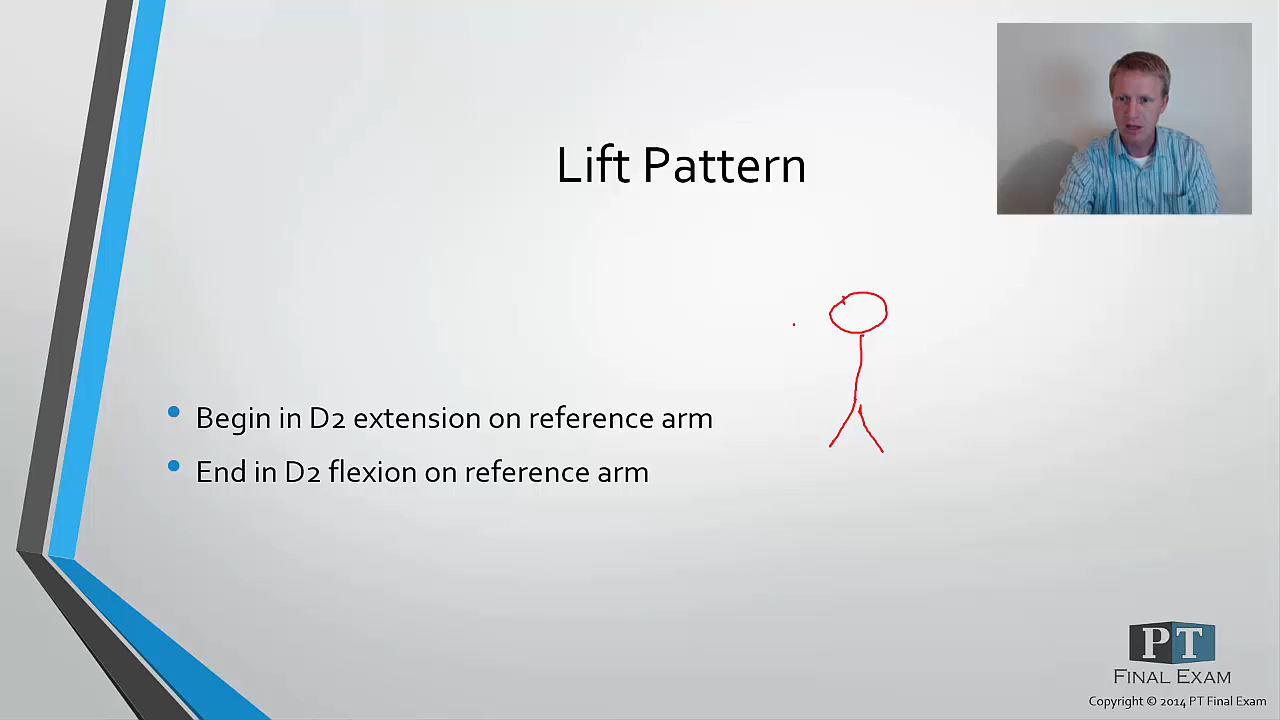 Lift Pattern
Begin in D2 extension on reference arm
End in D2 flexion on reference arm
PT
FINAL EXAM
Copyright © 2014 PT Final Exam